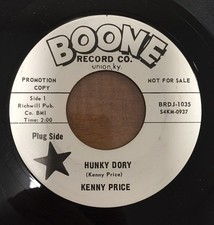 BOONE
RECORD CO.
union, ky.
PROMOTION
COPY
NOT FOR SALE
Side 1
Richwill Pub.
Co. BMI
Time: 2:00
BRDJ-1035
S4KM-0937
Plug Side
HUNKY DORY
(Kenny Price)
KENNY PRICE